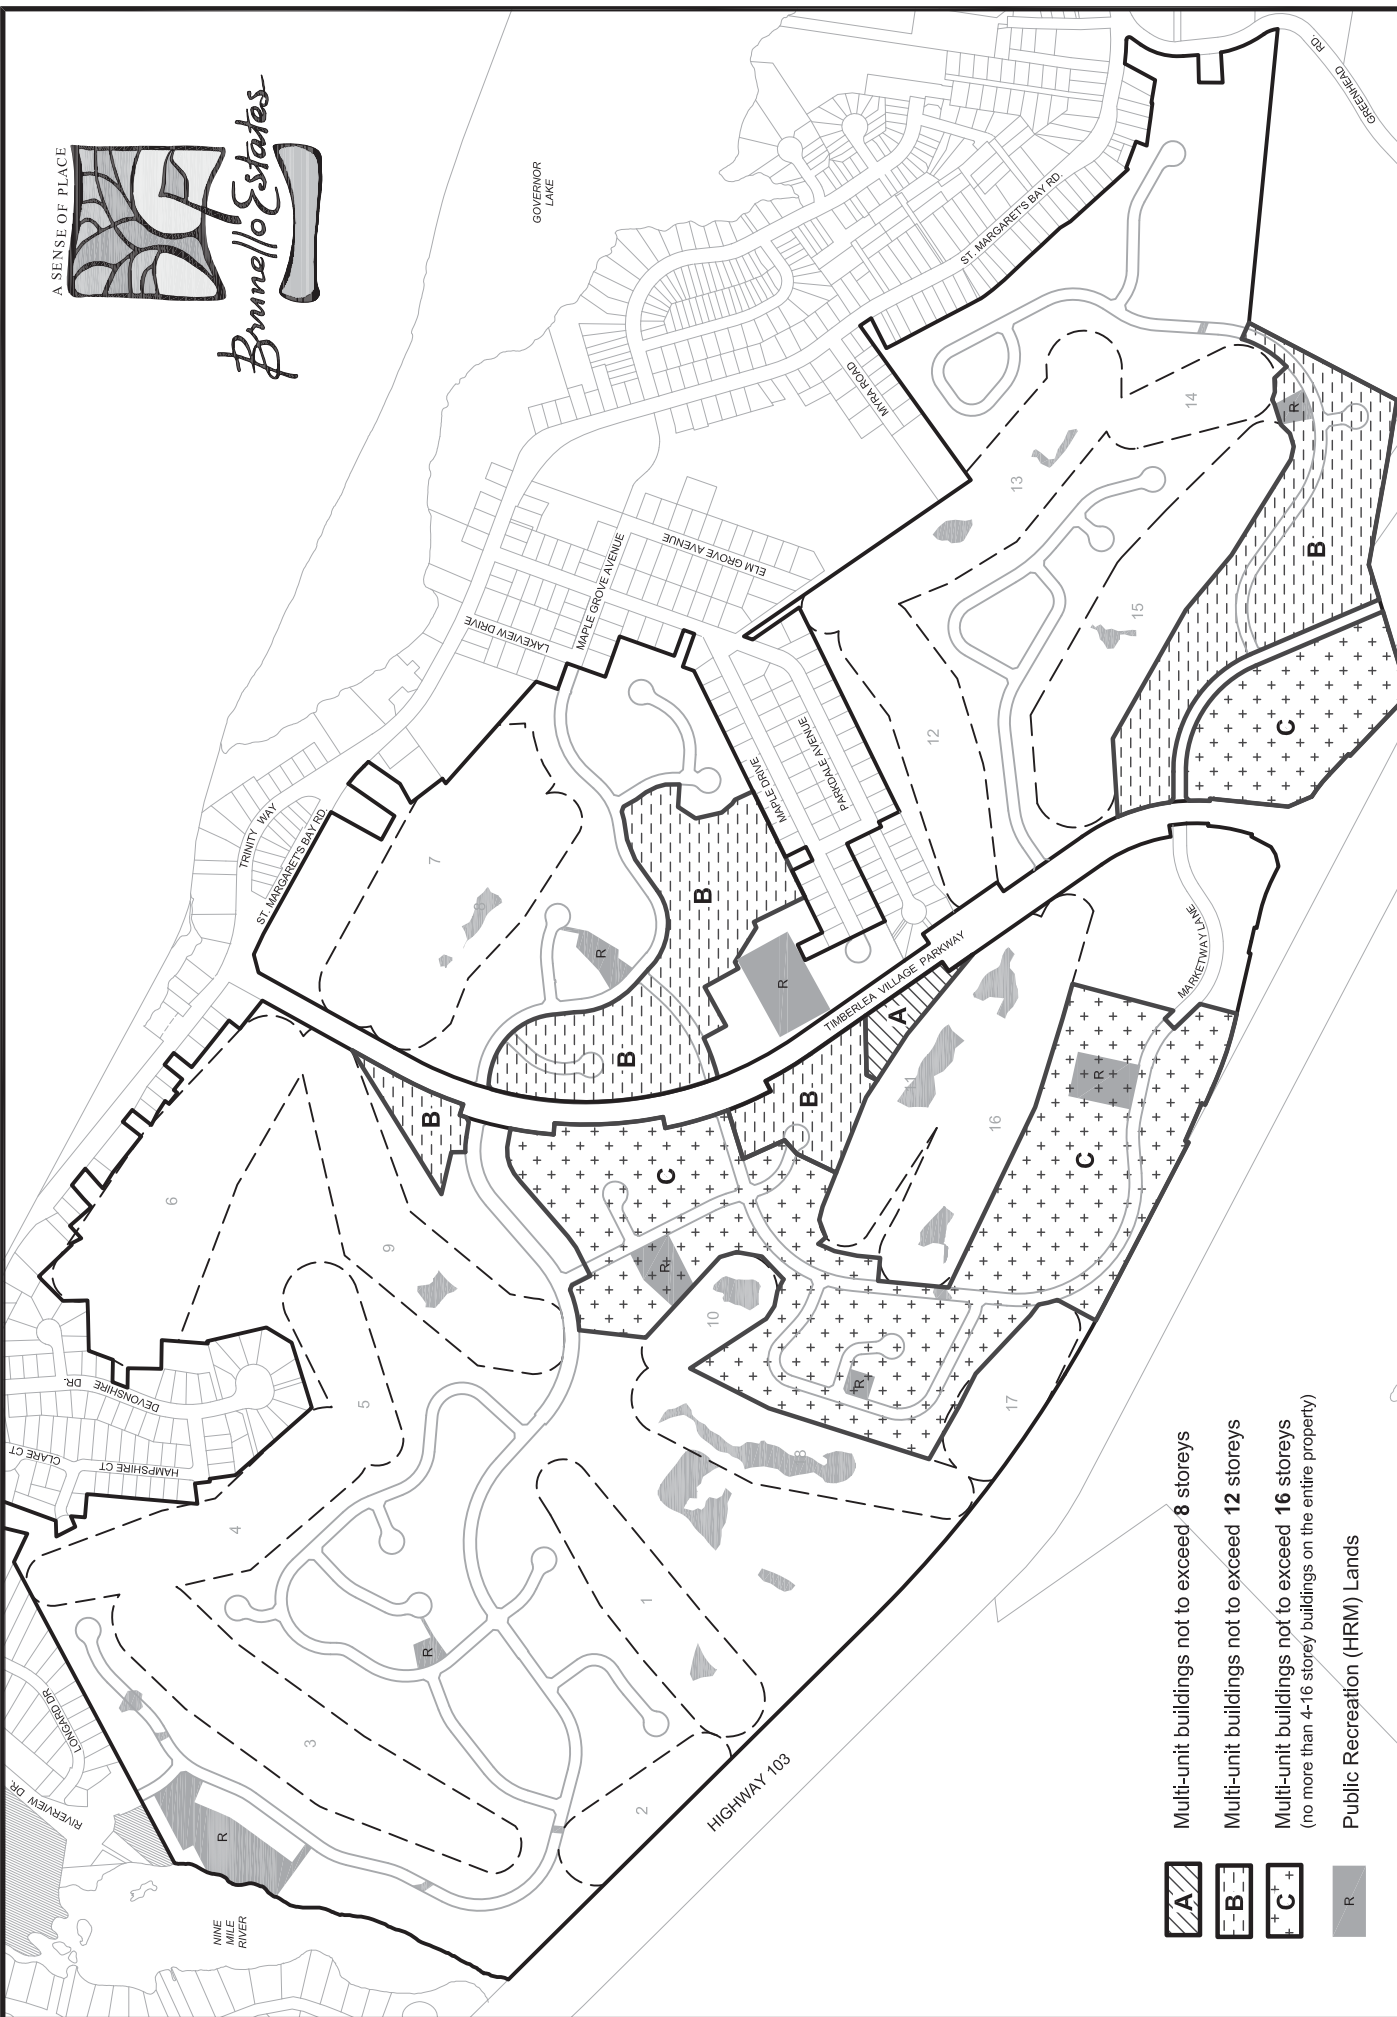 A SENSE OF PLACE
Brunello Estates
GOVERNOR
LAKE
GREENHEAD
RD.
ST. MARGARET'S BAY RD.
MYRA ROAD
ELM GROVE AVENUE
MAPLE GROVE AVENUE
LAKEVIEW DRIVE
MAPLE DRIVE
PARKDALE AVENUE
TRINITY WAY
ST. MARGARET'S BAY RD.
TIMBERLEA VILLAGE PARKWAY
MARKETWAY LANE
DEVONSHIRE DR.
CLARE CT
HAMPSHIRE CT
LONGARD DR
RIVERVIEW DR.
NINE
MILE
RIVER
HIGHWAY 103
14
R
13
B
15
12
C
7
8
B
R
R
A
B
B
11
16
R
C
B
B
6
C
R
9
10
R
17
5
8
4
1
R
3
2
R
A
Multi-unit buildings not to exceed 8 storeys
B
Multi-unit buildings not to exceed 12 storeys
C
Multi-unit buildings not to exceed 16 storeys
(no more than 4-16 storey buildings on the entire property)
R
Public Recreation (HRM) Lands